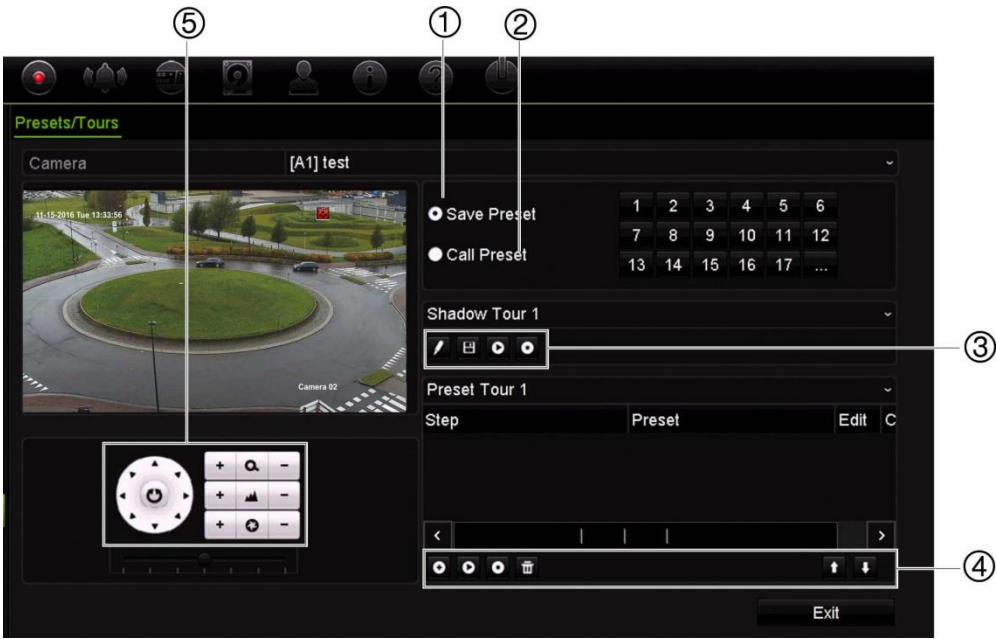 ⑤ ① ②
Presets/Tours
Camera [A1] test
11-15-2016 Tue 13:33:56
Camera 02
Save Preset
Call Preset
1 2 3 4 5 6
7 8 9 10 11 12
13 14 15 16 17 ...
Shadow Tour 1
③
Preset Tour 1
Step Preset Edit C
④
Exit